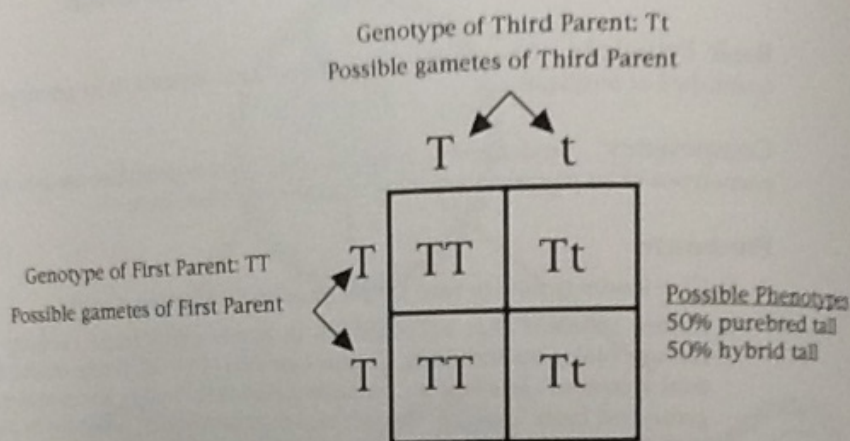 Genotype of Third Parent: Tt
Possible gametes of Third Parent
T t
Genotype of First Parent: TT
Possible gametes of First Parent
T TT Tt
T TT Tt
Possible Phenotypes
50% purebred tall
50% hybrid tall